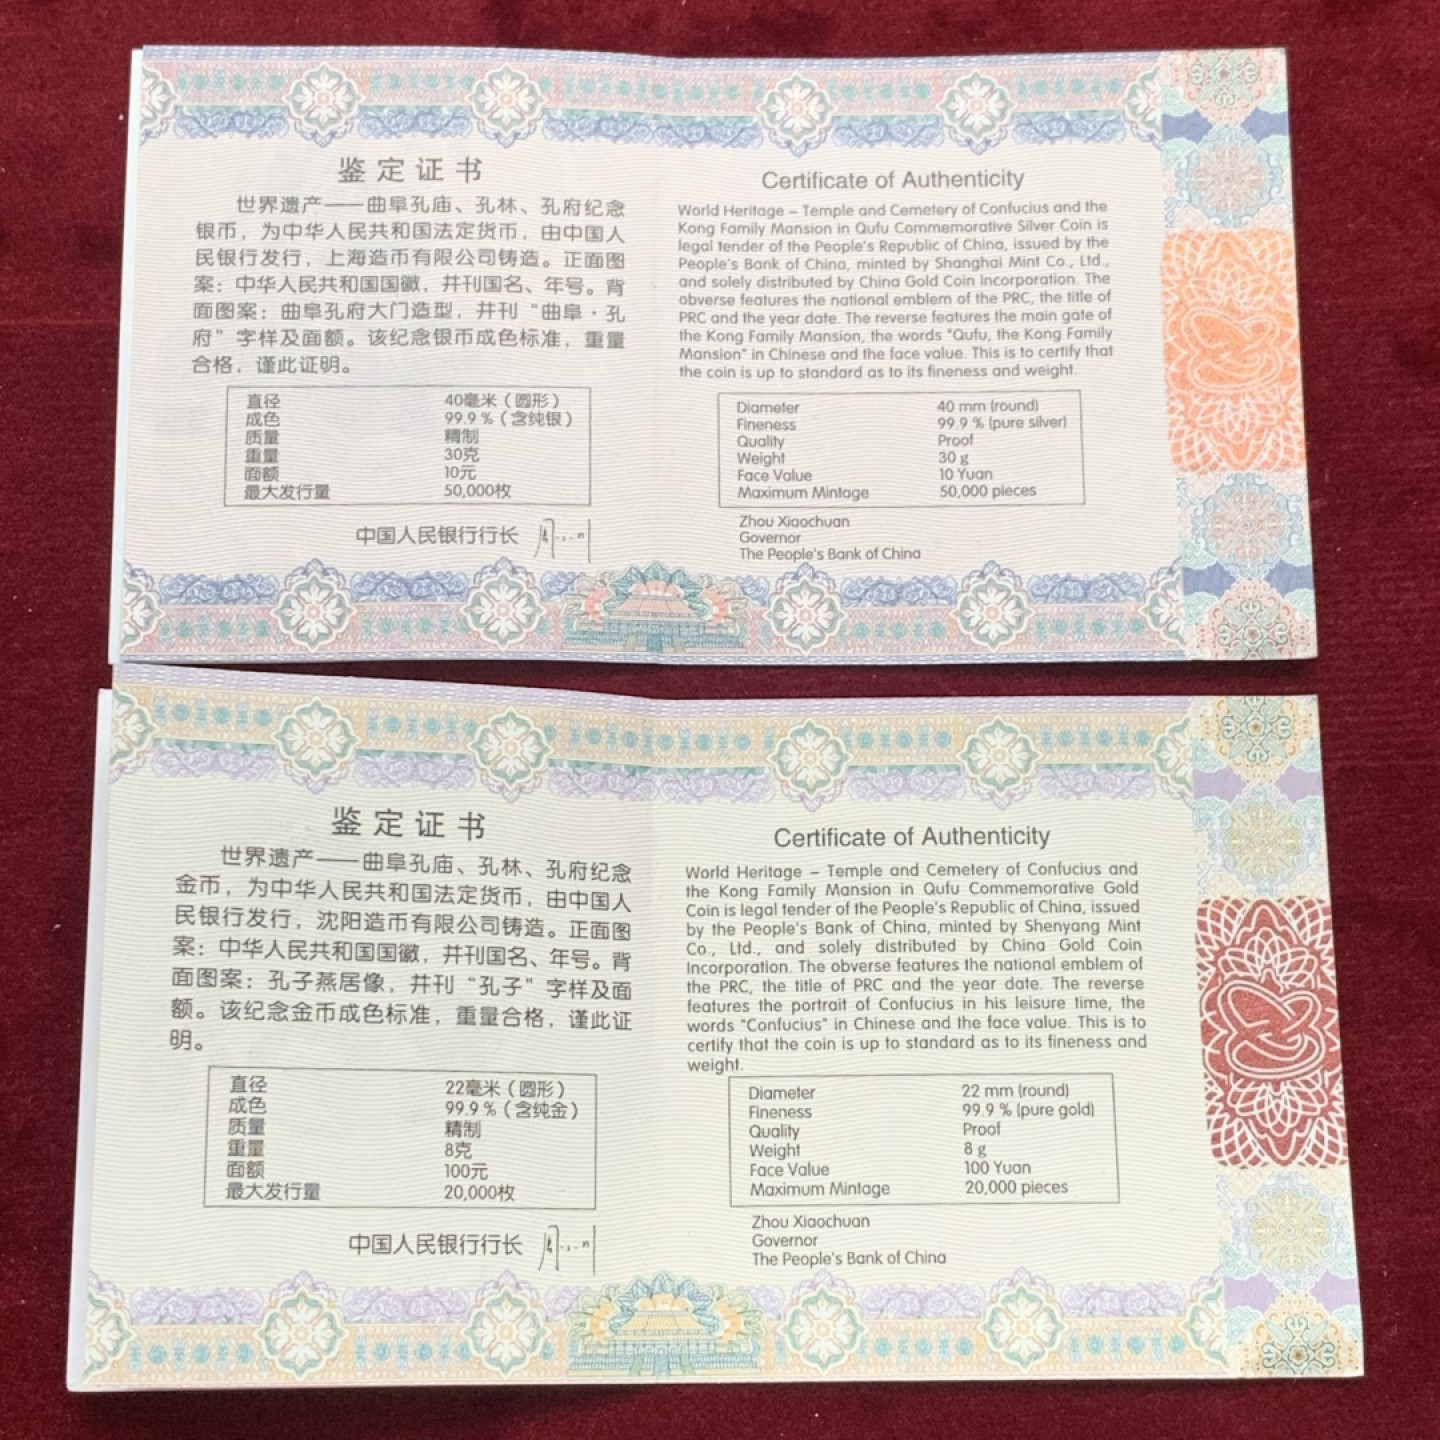 鉴定证书
世界遗产——曲阜孔庙、孔林、孔府纪念
银币，为中华人民共和国法定货币，由中国人
民银行发行，上海造币有限公司铸造。正面图
案：中华人民共和国国徽，并刊国名、年号。背
面图案：曲阜孔府大门造型，并刊“曲阜·孔
府”字样及面额。该纪念银币成色标准，重量
合格，谨此证明。
直径 40毫米（圆形）
成色 99.9％（含纯银）
质量 精制
重量 30克
面额 10元
最大发行量 50,000枚
中国人民银行行长
Certificate of Authenticity
World Heritage – Temple and Cemetery of Confucius and the
Kong Family Mansion in Qufu Commemorative Silver Coin is
legal tender of the People's Republic of China, issued by the
People's Bank of China, minted by Shanghai Mint Co., Ltd.,
and solely distributed by China Gold Coin Incorporation. The
obverse features the national emblem of the PRC, the title of
PRC and the year date. The reverse features the main gate of
the Kong Family Mansion, the words "Qufu, the Kong Family
Mansion" in Chinese and the face value. This is to certify that
the coin is up to standard as to its fineness and weight.
Diameter 40 mm (round)
Fineness 99.9 % (pure silver)
Quality Proof
Weight 30 g
Face Value 10 Yuan
Maximum Mintage 50,000 pieces
Zhou Xiaochuan
Governor
The People's Bank of China
鉴定证书
世界遗产——曲阜孔庙、孔林、孔府纪念
金币，为中华人民共和国法定货币，由中国人
民银行发行，沈阳造币有限公司铸造。正面图
案：中华人民共和国国徽，并刊国名、年号。背
面图案：孔子燕居像，并刊“孔子”字样及面
额。该纪念金币成色标准，重量合格，谨此证
明。
直径 22毫米（圆形）
成色 99.9％（含纯金）
质量 精制
重量 8克
面额 100元
最大发行量 20,000枚
中国人民银行行长
Certificate of Authenticity
World Heritage – Temple and Cemetery of Confucius and
the Kong Family Mansion in Qufu Commemorative Gold
Coin is legal tender of the People's Republic of China, issued
by the People's Bank of China, minted by Shenyang Mint
Co., Ltd., and solely distributed by China Gold Coin
Incorporation. The obverse features the national emblem of
the PRC, the title of PRC and the year date. The reverse
features the portrait of Confucius in his leisure time, the
words "Confucius" in Chinese and the face value. This is to
certify that the coin is up to standard as to its fineness and
weight.
Diameter 22 mm (round)
Fineness 99.9 % (pure gold)
Quality Proof
Weight 8 g
Face Value 100 Yuan
Maximum Mintage 20,000 pieces
Zhou Xiaochuan
Governor
The People's Bank of China